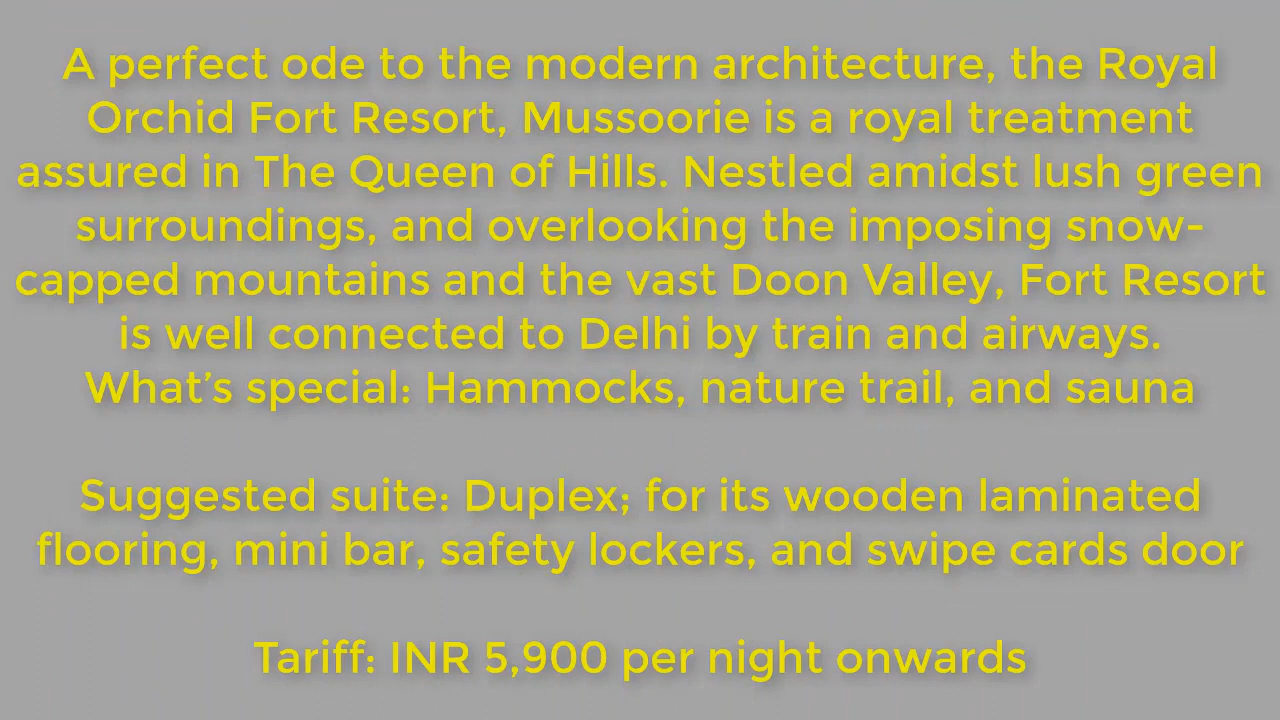 A perfect ode to the modern architecture, the Royal
Orchid Fort Resort, Mussoorie is a royal treatment
assured in The Queen of Hills. Nestled amidst lush green
surroundings, and overlooking the imposing snow-
capped mountains and the vast Doon Valley, Fort Resort
is well connected to Delhi by train and airways.
What’s special: Hammocks, nature trail, and sauna
Suggested suite: Duplex; for its wooden laminated
flooring, mini bar, safety lockers, and swipe cards door
Tariff: INR 5,900 per night onwards